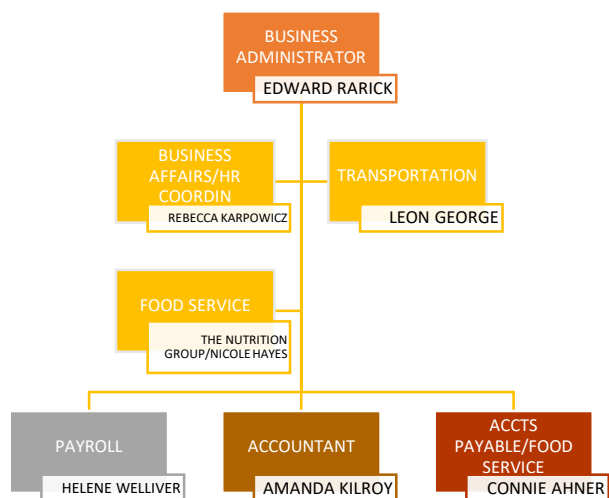 BUSINESS
ADMINISTRATOR
EDWARD RARICK
BUSINESS
AFFAIRS/HR
COORDIN
REBECCA KARPOWICZ
TRANSPORTATION
LEON GEORGE
FOOD SERVICE
THE NUTRITION
GROUP/NICOLE HAYES
PAYROLL
HELENE WELLIVER
ACCOUNTANT
AMANDA KILROY
ACCTS
PAYABLE/FOOD
SERVICE
CONNIE AHNER